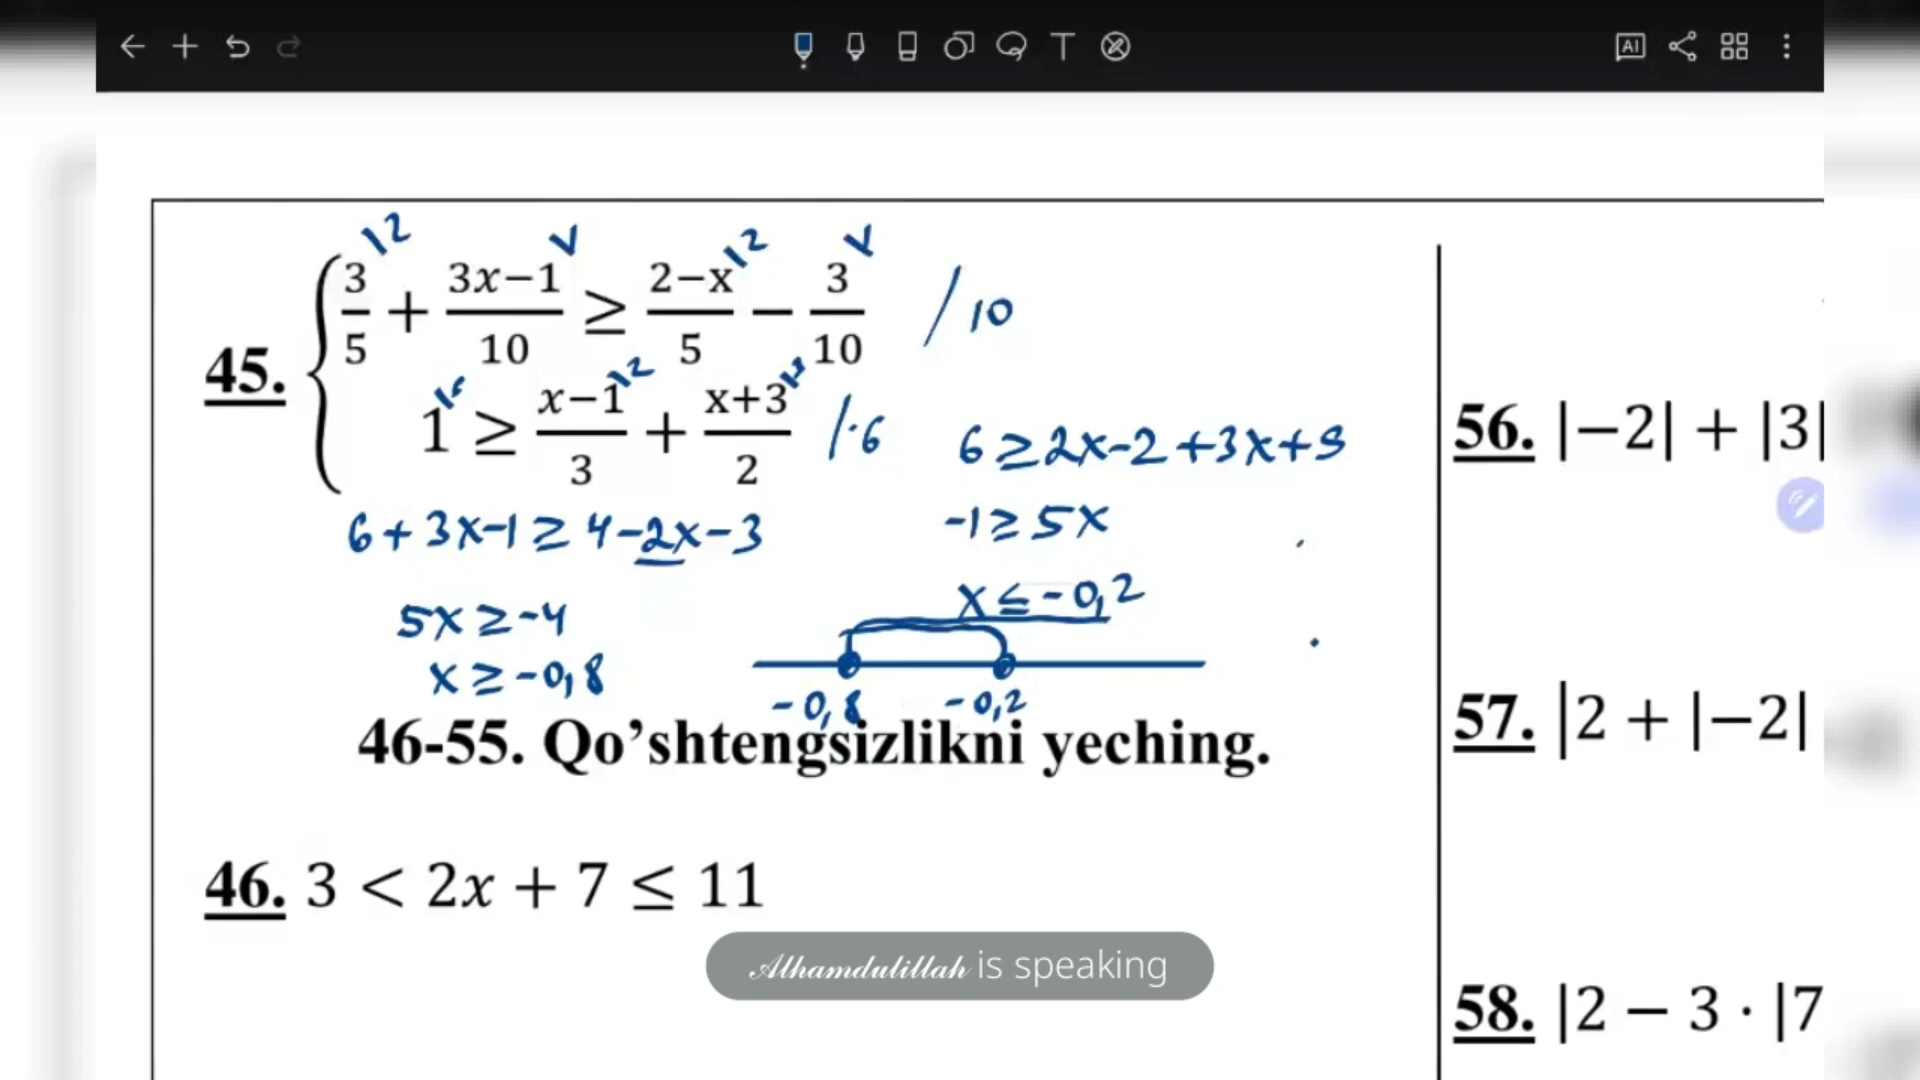 AI
45. { 3/5 + 3x−1/10 ≥ 2−x/5 − 3/10 / 10
1 ≥ x−1/3 + x+3/2 /·6
6 ≥ 2x-2+3x+9
6+3x-1 ≥ 4-2x-3
-1 ≥ 5x
5x ≥ -4
x ≤ -0,2
x ≥ -0,8
-0,8 -0,2
46-55. Qo’shtengsizlikni yeching.
46. 3 < 2x + 7 ≤ 11
56. |−2| + |3|
57. |2 + |−2|
58. |2 − 3 · |7
Alhamdulillah is speaking